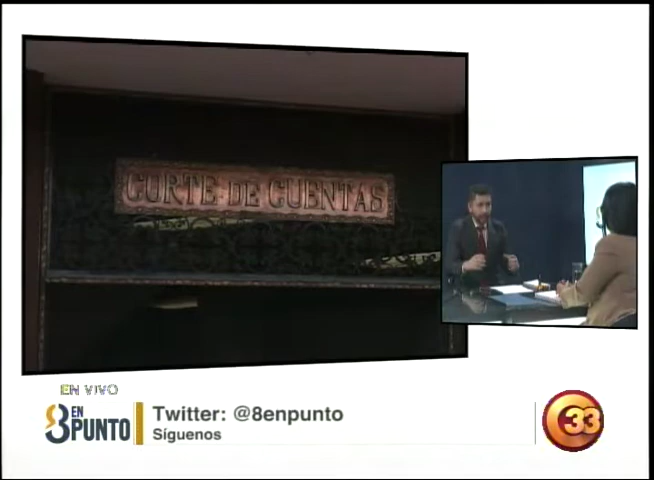 CORTE DE CUENTAS
EN VIVO
8 EN PUNTO
Twitter: @8enpunto
Síguenos
33